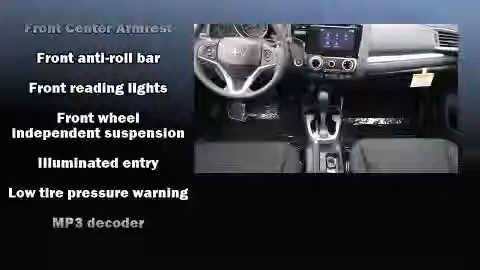 Front Center Armrest
Front anti-roll bar
Front reading lights
Front wheel
independent suspension
Illuminated entry
Low tire pressure warning
MP3 decoder